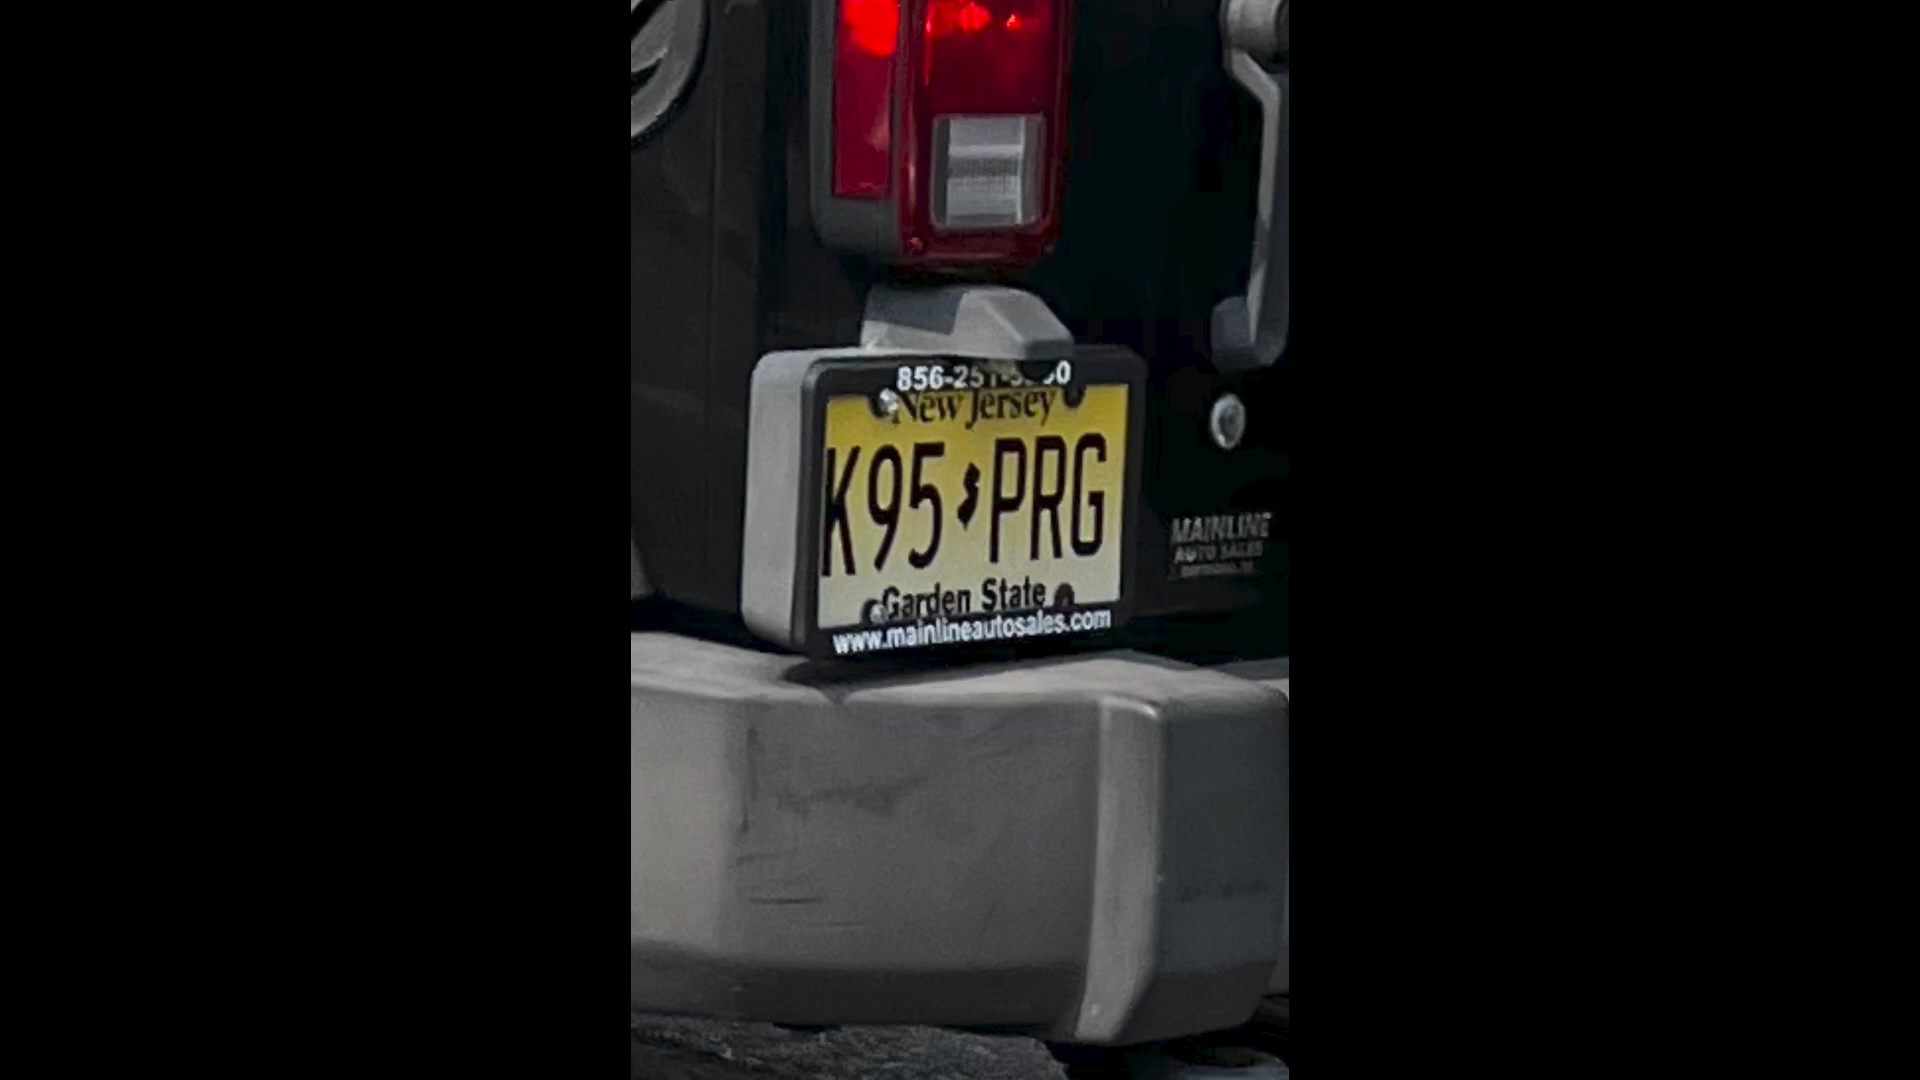 New Jersey
K95 PRG
Garden State
www.mainlineautosales.com
MAINLINE
AUTO SALES